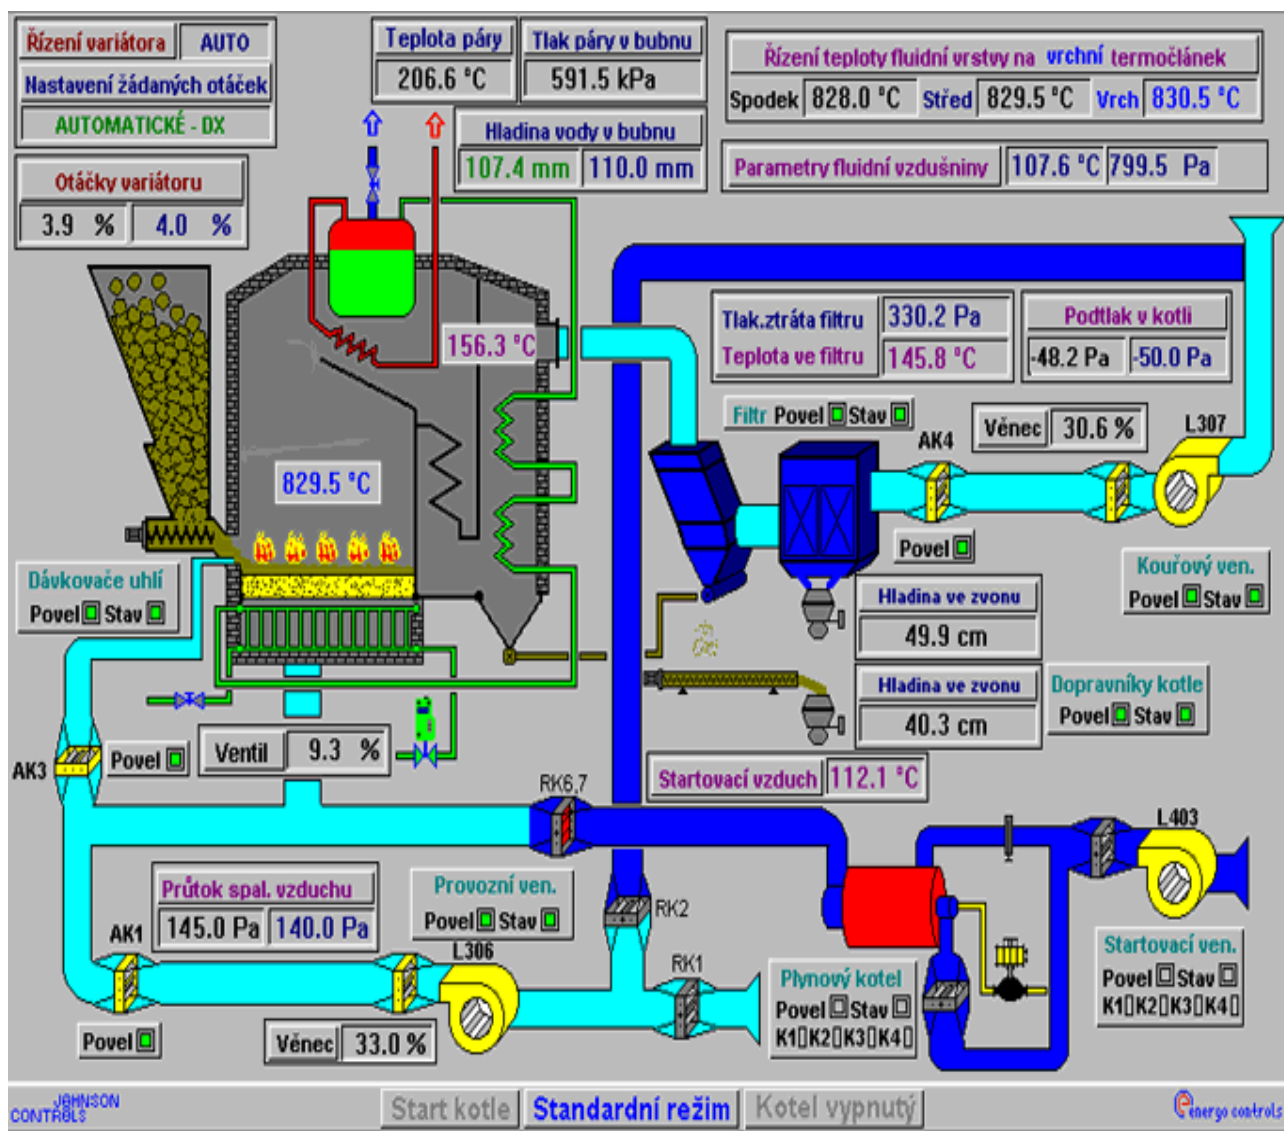 Řízení variátora AUTO
Nastavení žádaných otáček
AUTOMATICKÉ - DX
Otáčky variátoru
3.9 % 4.0 %
Teplota páry
206.6 °C
Tlak páry v bubnu
591.5 kPa
Hladina vody v bubnu
107.4 mm 110.0 mm
Řízení teploty fluidní vrstvy na vrchní termočlánek
Spodek 828.0 °C Střed 829.5 °C Vrch 830.5 °C
Parametry fluidní vzdušniny 107.6 °C 799.5 Pa
156.3 °C
829.5 °C
Tlak.ztráta filtru 330.2 Pa
Teplota ve filtru 145.8 °C
Podtlak v kotli
-48.2 Pa -50.0 Pa
Filtr Povel Stav
AK4
Věnec 30.6 %
L307
Povel
Kouřový ven.
Povel Stav
Dávkovače uhlí
Povel Stav
Hladina ve zvonu
49.9 cm
Hladina ve zvonu
40.3 cm
Dopravníky kotle
Povel Stav
AK3
Povel
Ventil 9.3 %
Startovací vzduch 112.1 °C
RK6,7
L403
Průtok spal. vzduchu
145.0 Pa 140.0 Pa
Provozní ven.
Povel Stav
AK1
L306
RK2
RK1
Povel
Věnec 33.0 %
Plynový kotel
Povel Stav
K1 K2 K3 K4
Startovací ven.
Povel Stav
K1 K2 K3 K4
JOHNSON
CONTROLS
Start kotle Standardní režim Kotel vypnutý
energo controls